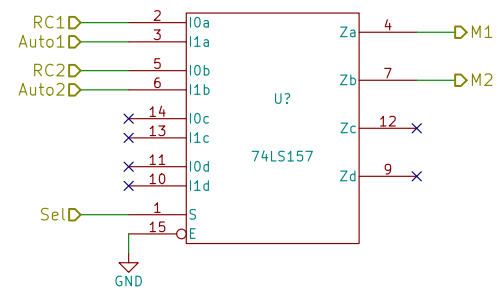 RC1 2 I0a Za 4 M1
Auto1 3 I1a
RC2 5 I0b Zb 7 M2
Auto2 6 I1b
U?
14 I0c Zc 12
13 I1c
74LS157
11 I0d Zd 9
10 I1d
Sel 1 S
15 E
GND